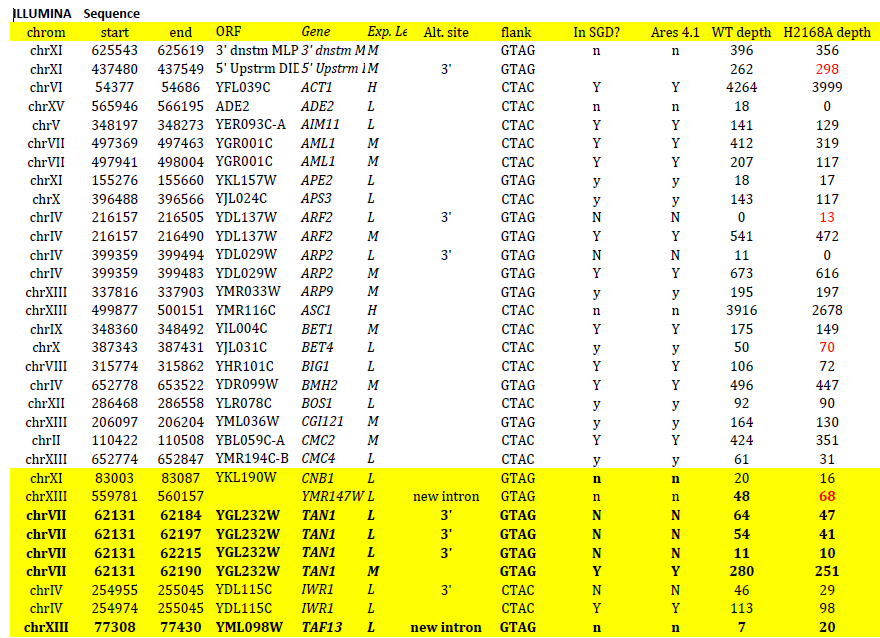 ILLUMINA Sequence
chrom start end ORF Gene Exp. Le Alt. site flank In SGD? Ares 4.1 WT depth H2168A depth
chrXI 625543 625619 3' dnstm MLP 3' dnstm M M GTAG n n 396 356
chrXI 437480 437549 5' Upstrm DID 5' Upstrm I M 3' GTAG 262 298
chrVI 54377 54686 YFL039C ACT1 H CTAC Y Y 4264 3999
chrXV 565946 566195 ADE2 ADE2 L CTAC n n 18 0
chrV 348197 348273 YER093C-A AIM11 L CTAC Y Y 141 129
chrVII 497369 497463 YGR001C AML1 M CTAC Y Y 412 319
chrVII 497941 498004 YGR001C AML1 M CTAC Y Y 207 117
chrXI 155276 155660 YKL157W APE2 L GTAG y y 18 17
chrX 396488 396566 YJL024C APS3 L CTAC y y 143 117
chrIV 216157 216505 YDL137W ARF2 L 3' GTAG N N 0 13
chrIV 216157 216490 YDL137W ARF2 M GTAG Y Y 541 472
chrIV 399359 399494 YDL029W ARP2 L 3' GTAG N N 11 0
chrIV 399359 399483 YDL029W ARP2 M GTAG Y Y 673 616
chrXIII 337816 337903 YMR033W ARP9 M GTAG y y 195 197
chrXIII 499877 500151 YMR116C ASC1 H CTAC n n 3916 2678
chrIX 348360 348492 YIL004C BET1 M CTAC Y Y 175 149
chrX 387343 387431 YJL031C BET4 L CTAC y y 50 70
chrVIII 315774 315862 YHR101C BIG1 L CTAC Y Y 106 72
chrIV 652778 653522 YDR099W BMH2 M GTAG Y Y 496 447
chrXII 286468 286558 YLR078C BOS1 L CTAC y y 92 90
chrXIII 206097 206204 YML036W CGI121 M GTAG y y 164 130
chrII 110422 110508 YBL059C-A CMC2 M CTAC Y Y 424 351
chrXIII 652774 652847 YMR194C-B CMC4 L CTAC y y 61 31
chrXI 83003 83087 YKL190W CNB1 L GTAG n n 20 16
chrXIII 559781 560157 YMR147W L new intron GTAG n n 48 68
chrVII 62131 62184 YGL232W TAN1 L 3' GTAG N N 64 47
chrVII 62131 62197 YGL232W TAN1 L 3' GTAG N N 54 41
chrVII 62131 62215 YGL232W TAN1 L 3' GTAG N N 11 10
chrVII 62131 62190 YGL232W TAN1 M GTAG Y Y 280 251
chrIV 254955 255045 YDL115C IWR1 L 3' CTAC N N 46 29
chrIV 254974 255045 YDL115C IWR1 L CTAC Y Y 113 98
chrXIII 77308 77430 YML098W TAF13 L new intron GTAG n n 7 20